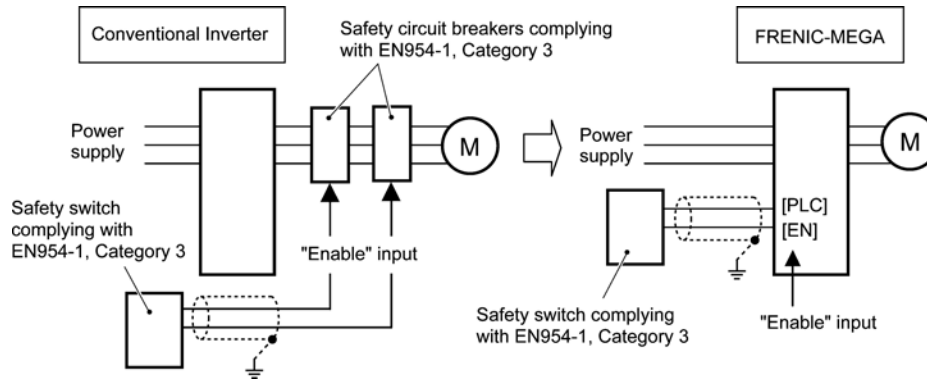 Conventional Inverter
Safety circuit breakers complying
with EN954-1, Category 3
Power
supply
M
Safety switch
complying with
EN954-1, Category 3
"Enable" input
FRENIC-MEGA
Power
supply
M
[PLC]
[EN]
Safety switch complying
with EN954-1, Category 3
"Enable" input